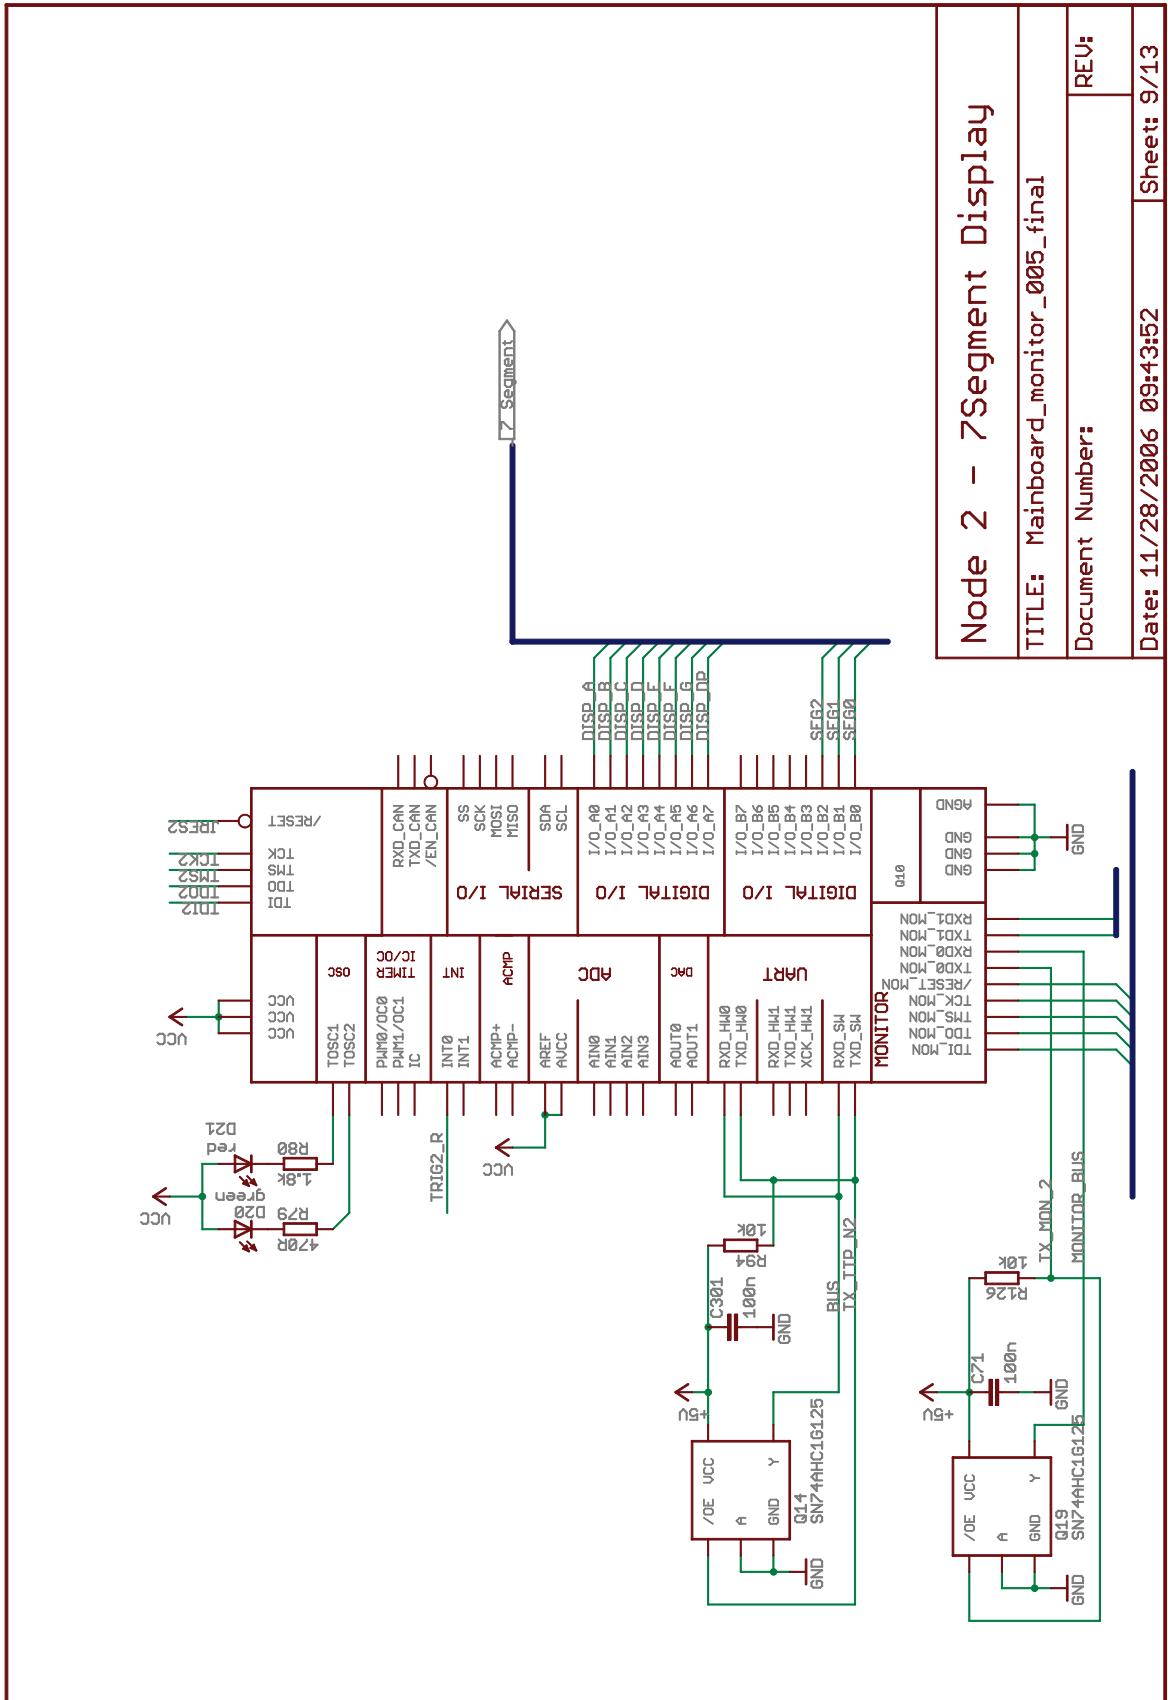 Node 2 - 7Segment Display
TITLE: Mainboard_monitor_005_final
Document Number:
REV:
Date: 11/28/2006 09:43:52
Sheet: 9/13
7 Segment
DISP_A
DISP_B
DISP_C
DISP_D
DISP_E
DISP_F
DISP_G
DISP_DP
SEG2
SEG1
SEG0
JRES2
TCK2
TMS2
TDO2
TDI2
/RESET
TCK
TMS
TDO
TDI
RXD_CAN
TXD_CAN
/EN_CAN
SS
SCK
MOSI
MISO
SDA
SCL
SERIAL I/O
I/O_A0
I/O_A1
I/O_A2
I/O_A3
I/O_A4
I/O_A5
I/O_A6
I/O_A7
DIGITAL I/O
I/O_B7
I/O_B6
I/O_B5
I/O_B4
I/O_B3
I/O_B2
I/O_B1
I/O_B0
DIGITAL I/O
Q10
AGND
GND
GND
GND
GND
VCC
VCC
VCC
VCC
OSC
TOSC1
TOSC2
TIMER
IC/OC
PWM0/OC0
PWM1/OC1
IC
INT
INT0
INT1
ACMP
ACMP+
ACMP-
ADC
AREF
AVCC
AIN0
AIN1
AIN2
AIN3
DAC
AOUT0
AOUT1
UART
RXD_HW0
TXD_HW0
RXD_HW1
TXD_HW1
XCK_HW1
RXD_SW
TXD_SW
MONITOR
RXD1_MON
TXD1_MON
RXD0_MON
TXD0_MON
/RESET_MON
TCK_MON
TMS_MON
TDO_MON
TDI_MON
D21
red
R80
1.8k
D20
green
R79
470R
VCC
TRIG2_R
VCC
10k
R94
C301
100n
GND
BUS
TX_TTP_N2
+5V
/OE
VCC
A
GND
Y
Q14
SN74AHC1G125
GND
TX_MON_2
MONITOR_BUS
10k
R126
C71
100n
GND
+5V
/OE
VCC
A
GND
Y
Q19
SN74AHC1G125
GND